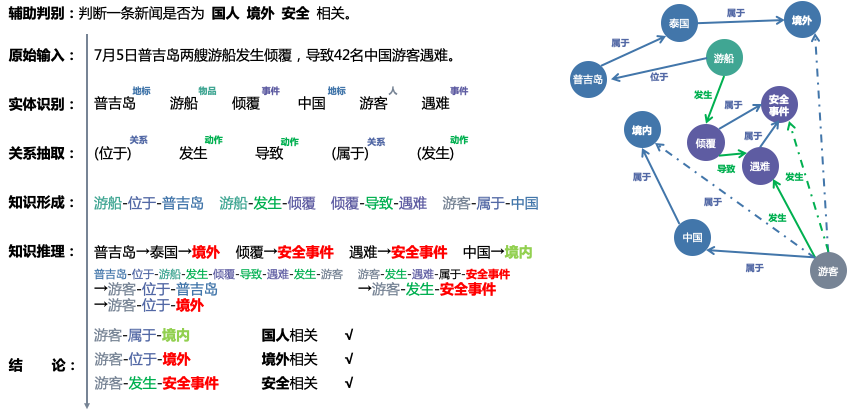 辅助判别：判断一条新闻是否为 国人 境外 安全 相关。
原始输入： 7月5日普吉岛两艘游船发生倾覆，导致42名中国游客遇难。
实体识别： 普吉岛 地标 游船 物品 倾覆 事件 中国 地标 游客 人 遇难 事件
关系抽取： (位于) 关系 发生 动作 导致 动作 (属于) 关系 (发生) 动作
知识形成： 游船-位于-普吉岛 游船-发生-倾覆 倾覆-导致-遇难 游客-属于-中国
知识推理： 普吉岛→泰国→境外 倾覆→安全事件 遇难→安全事件 中国→境内
普吉岛-位于-游船-发生-倾覆-导致-遇难-发生-游客 游客-发生-遇难-属于-安全事件
→游客-位于-普吉岛 →游客-发生-安全事件
→游客-位于-境外
结 论：
游客-属于-境内 国人相关 √
游客-位于-境外 境外相关 √
游客-发生-安全事件 安全相关 √
泰国
境外
属于
属于
游船
普吉岛
位于
发生
安全
事件
属于
境内
倾覆
属于
导致
遇难
发生
属于
属于
发生
中国
属于
游客